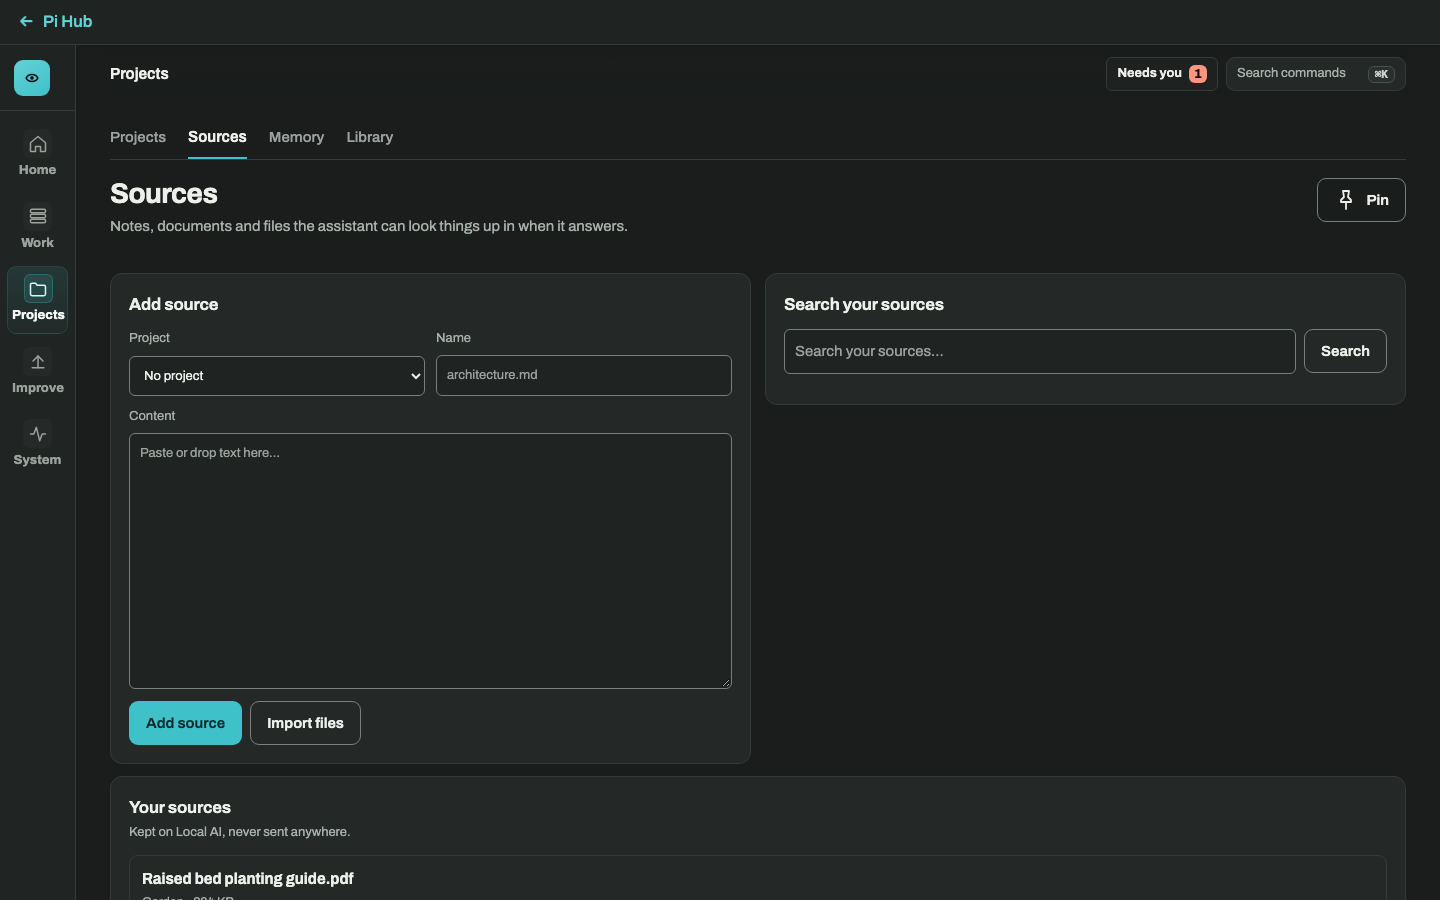 Pi Hub
Projects
Needs you 1
Search commands ⌘K
Home
Work
Projects
Improve
System
Projects Sources Memory Library
Sources
Notes, documents and files the assistant can look things up in when it answers.
Pin
Add source
Project
Name
No project
architecture.md
Content
Paste or drop text here...
Add source
Import files
Search your sources
Search your sources...
Search
Your sources
Kept on Local AI, never sent anywhere.
Raised bed planting guide.pdf